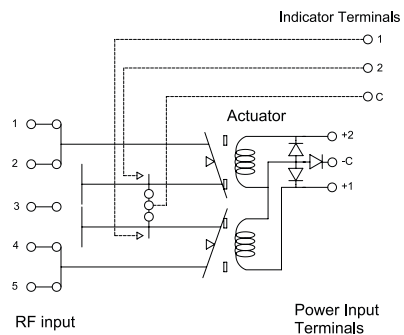 Indicator Terminals
1
2
C
Actuator
1
2
3
4
5
+2
-C
+1
RF input
Power Input
Terminals